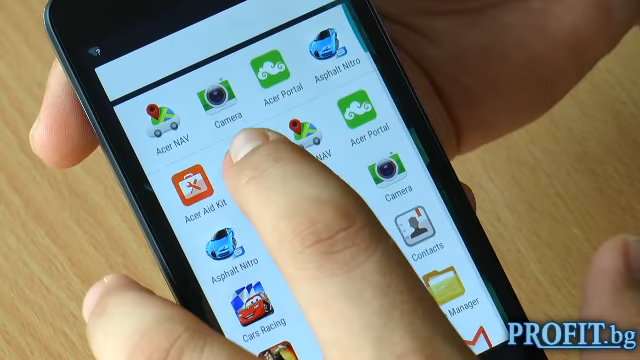 Acer NAV
Camera
Acer Portal
Asphalt Nitro
Acer Aid Kit
NAV
Acer Portal
Asphalt Nitro
Camera
Cars Racing
Contacts
Manager
PROFIT.bg